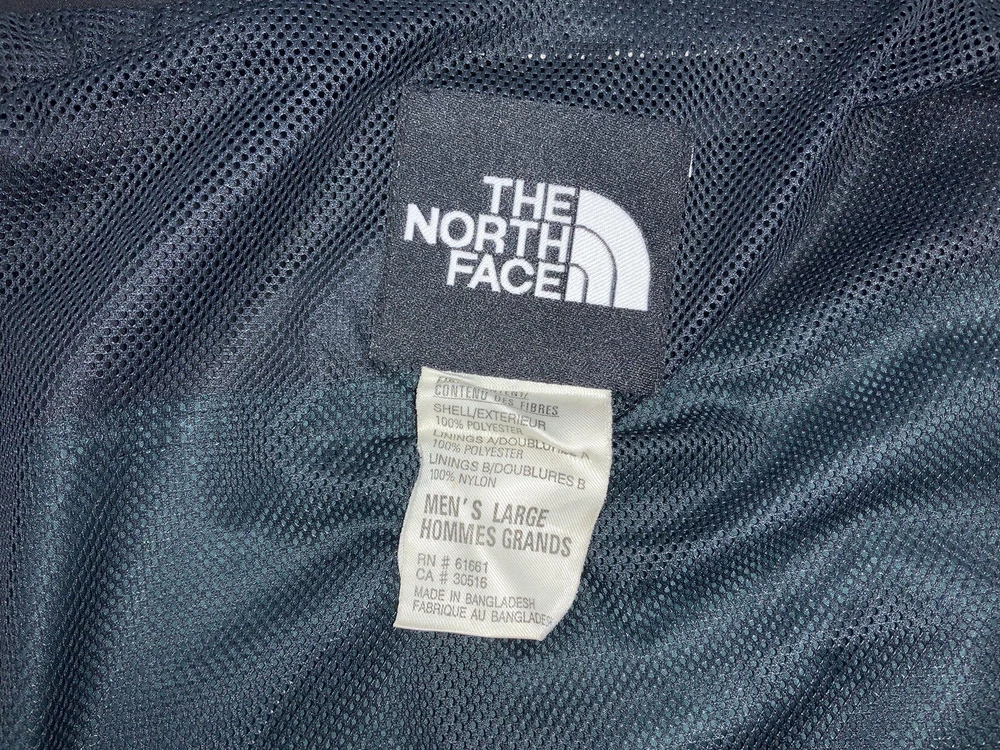 THE
NORTH
FACE
CONTENU DES FIBRES
SHELL/EXTERIEUR
100% POLYESTER
LININGS A/DOUBLURES A
100% POLYESTER
LININGS B/DOUBLURES B
100% NYLON
MEN'S LARGE
HOMMES GRANDS
RN # 61661
CA # 30516
MADE IN BANGLADESH
FABRIQUE AU BANGLADES